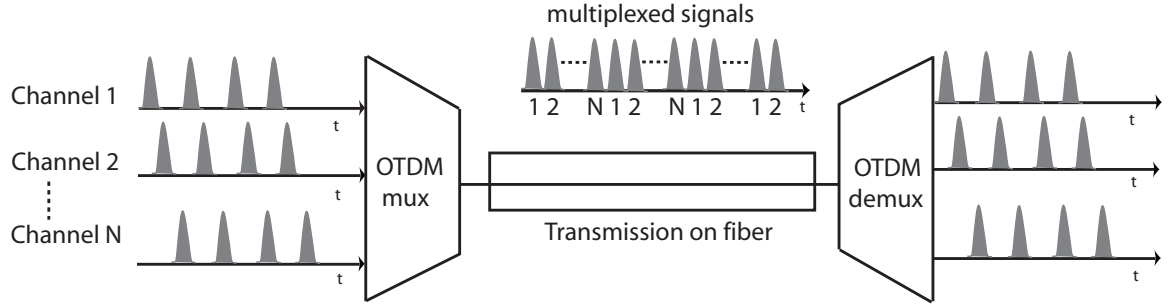 multiplexed signals
1 2 N 1 2 N 1 2 1 2 t
Channel 1
t
t
Channel 2
t
t
OTDM
mux
OTDM
demux
Channel N
t
t
Transmission on fiber